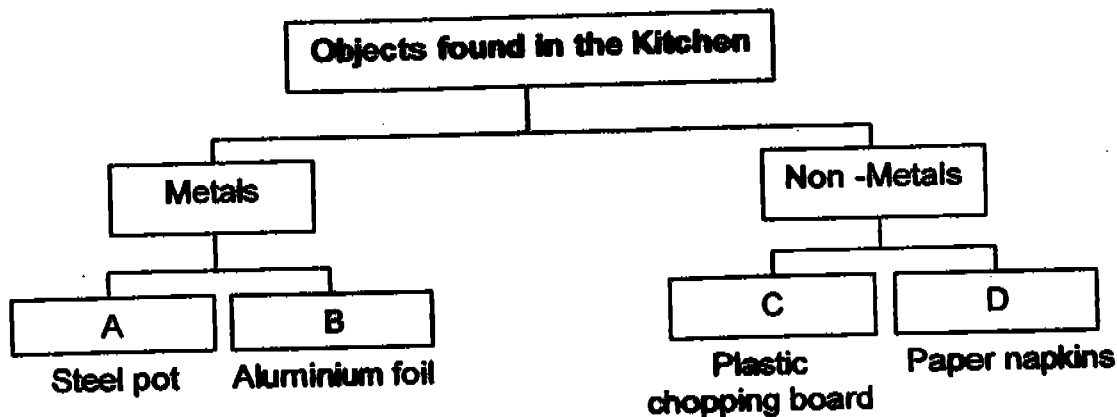 Objects found in the Kitchen
Metals
Non -Metals
A
B
C
D
Steel pot
Aluminium foil
Plastic
chopping board
Paper napkins